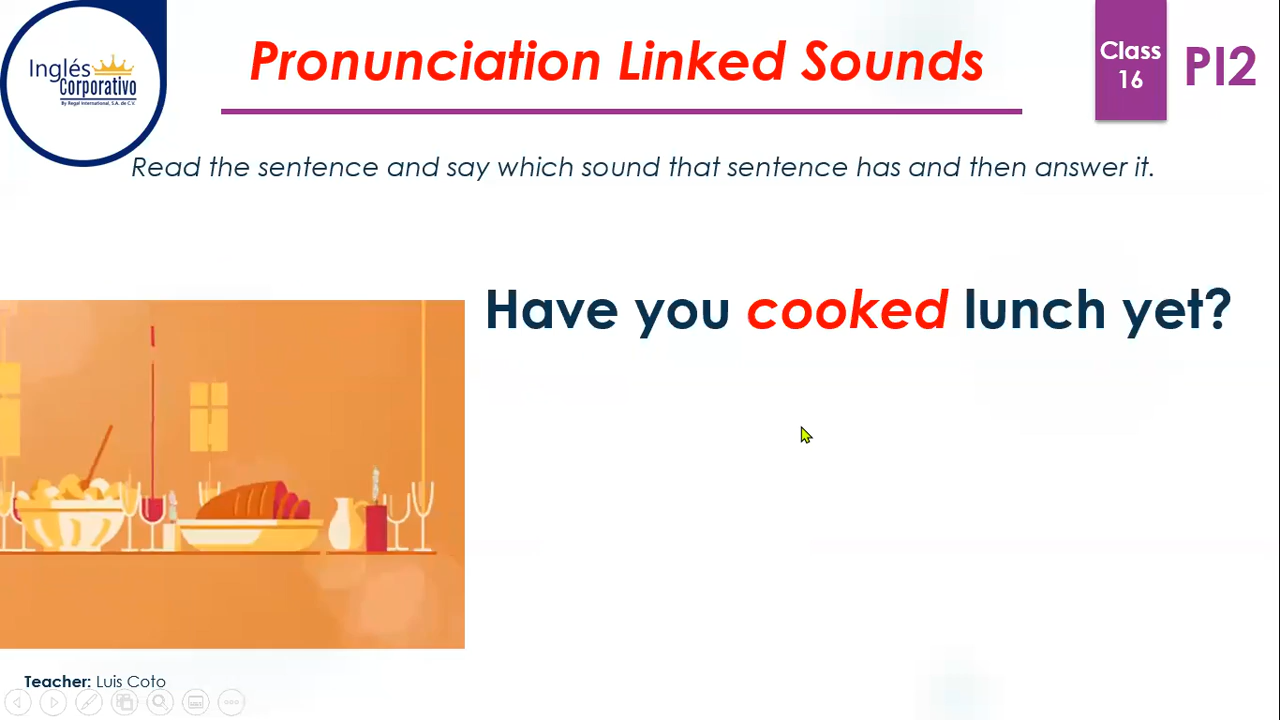 Inglés
Corporativo
By Regal International, S.A. de C.V.
Pronunciation Linked Sounds
Class
16
PI2
Read the sentence and say which sound that sentence has and then answer it.
Have you cooked lunch yet?
Teacher: Luis Coto